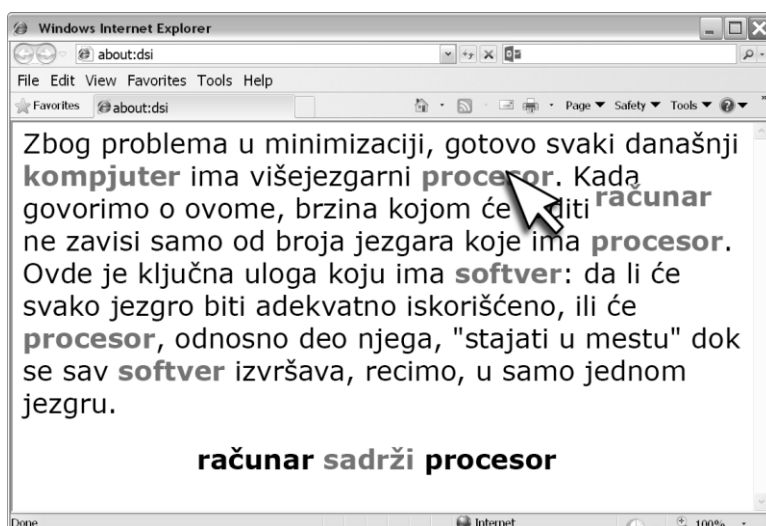 Windows Internet Explorer
about:dsi
File Edit View Favorites Tools Help
Favorites about:dsi Page Safety Tools
Zbog problema u minimizaciji, gotovo svaki današnji
kompjuter ima višejezgarni procesor. Kada
govorimo o ovome, brzina kojom će diti
računar
ne zavisi samo od broja jezgara koje ima procesor.
Ovde je ključna uloga koju ima softver: da li će
svako jezgro biti adekvatno iskorišćeno, ili će
procesor, odnosno deo njega, "stajati u mestu" dok
se sav softver izvršava, recimo, u samo jednom
jezgru.
računar sadrži procesor
Done Internet 100%